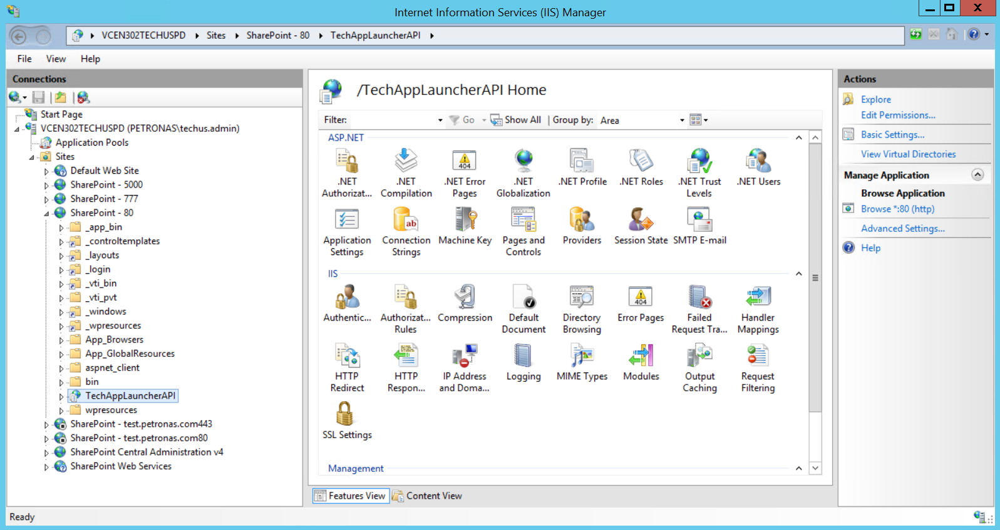 Internet Information Services (IIS) Manager
VCEN302TECHUSPD Sites SharePoint - 80 TechAppLauncherAPI
File View Help
Connections
Start Page
VCEN302TECHUSPD (PETRONAS\techus.admin)
Application Pools
Sites
Default Web Site
SharePoint - 5000
SharePoint - 777
SharePoint - 80
_app_bin
_controltemplates
_layouts
_login
_vti_bin
_vti_pvt
_windows
_wpresources
App_Browsers
App_GlobalResources
aspnet_client
bin
TechAppLauncherAPI
wpresources
SharePoint - test.petronas.com443
SharePoint - test.petronas.com80
SharePoint Central Administration v4
SharePoint Web Services
/TechAppLauncherAPI Home
Filter: Go Show All Group by: Area
ASP.NET
.NET Authorizat...
.NET Compilation
.NET Error Pages
.NET Globalization
.NET Profile
.NET Roles
.NET Trust Levels
.NET Users
Application Settings
Connection Strings
Machine Key
Pages and Controls
Providers
Session State
SMTP E-mail
IIS
Authentic...
Authorizat... Rules
Compression
Default Document
Directory Browsing
Error Pages
Failed Request Tra...
Handler Mappings
HTTP Redirect
HTTP Respon...
IP Address and Doma...
Logging
MIME Types
Modules
Output Caching
Request Filtering
SSL Settings
Management
Features View Content View
Actions
Explore
Edit Permissions...
Basic Settings...
View Virtual Directories
Manage Application
Browse Application
Browse *:80 (http)
Advanced Settings...
Help
Ready